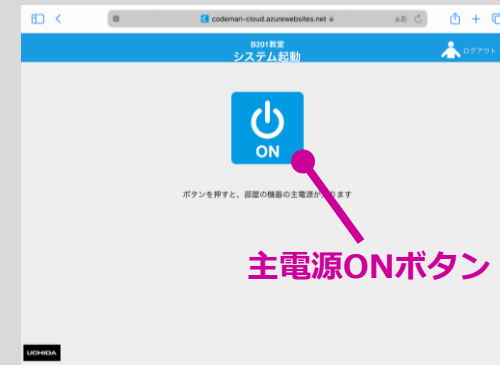 codemari-cloud.azurewebsites.net
ああ
B201教室
システム起動
ログアウト
ON
ボタンを押すと、部屋の機器の主電源が入ります
主電源ONボタン
UCHIDA